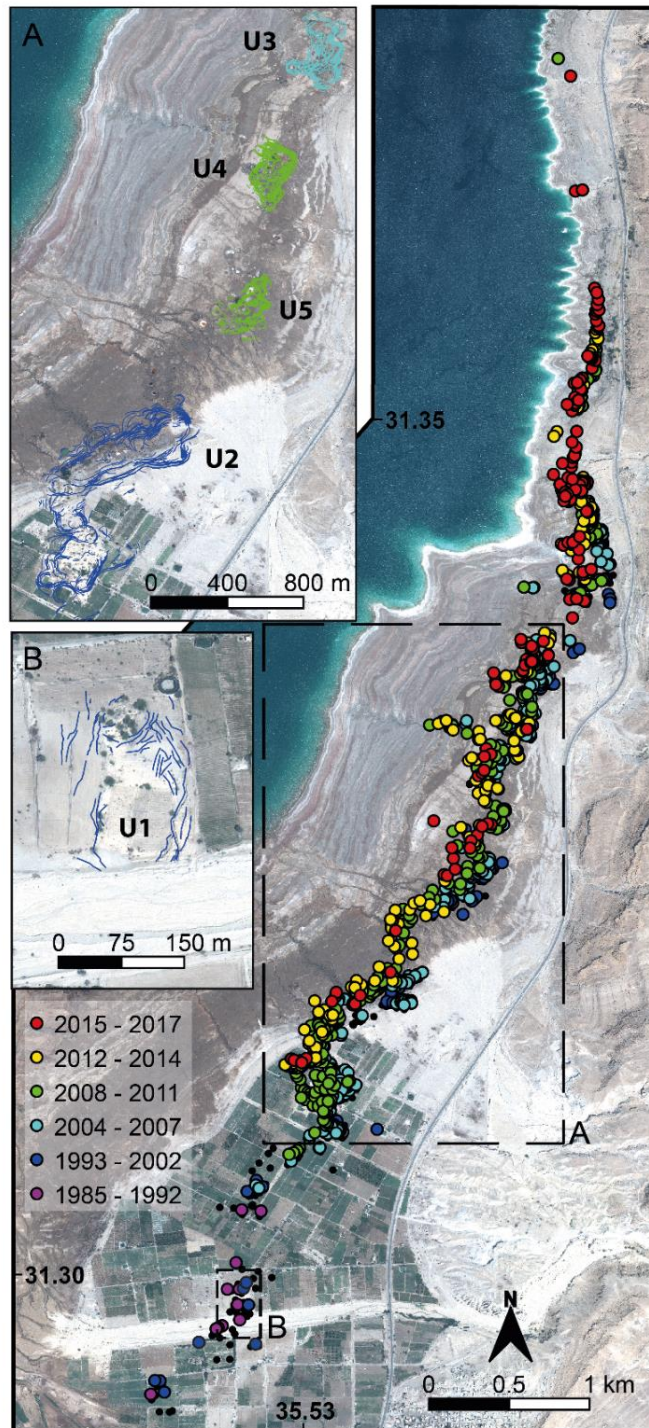 A
U3
U4
U5
U2
0 400 800 m
B
U1
0 75 150 m
2015 - 2017
2012 - 2014
2008 - 2011
2004 - 2007
1993 - 2002
1985 - 1992
31.35
A
31.30
B
N
35.53
0 0.5 1 km